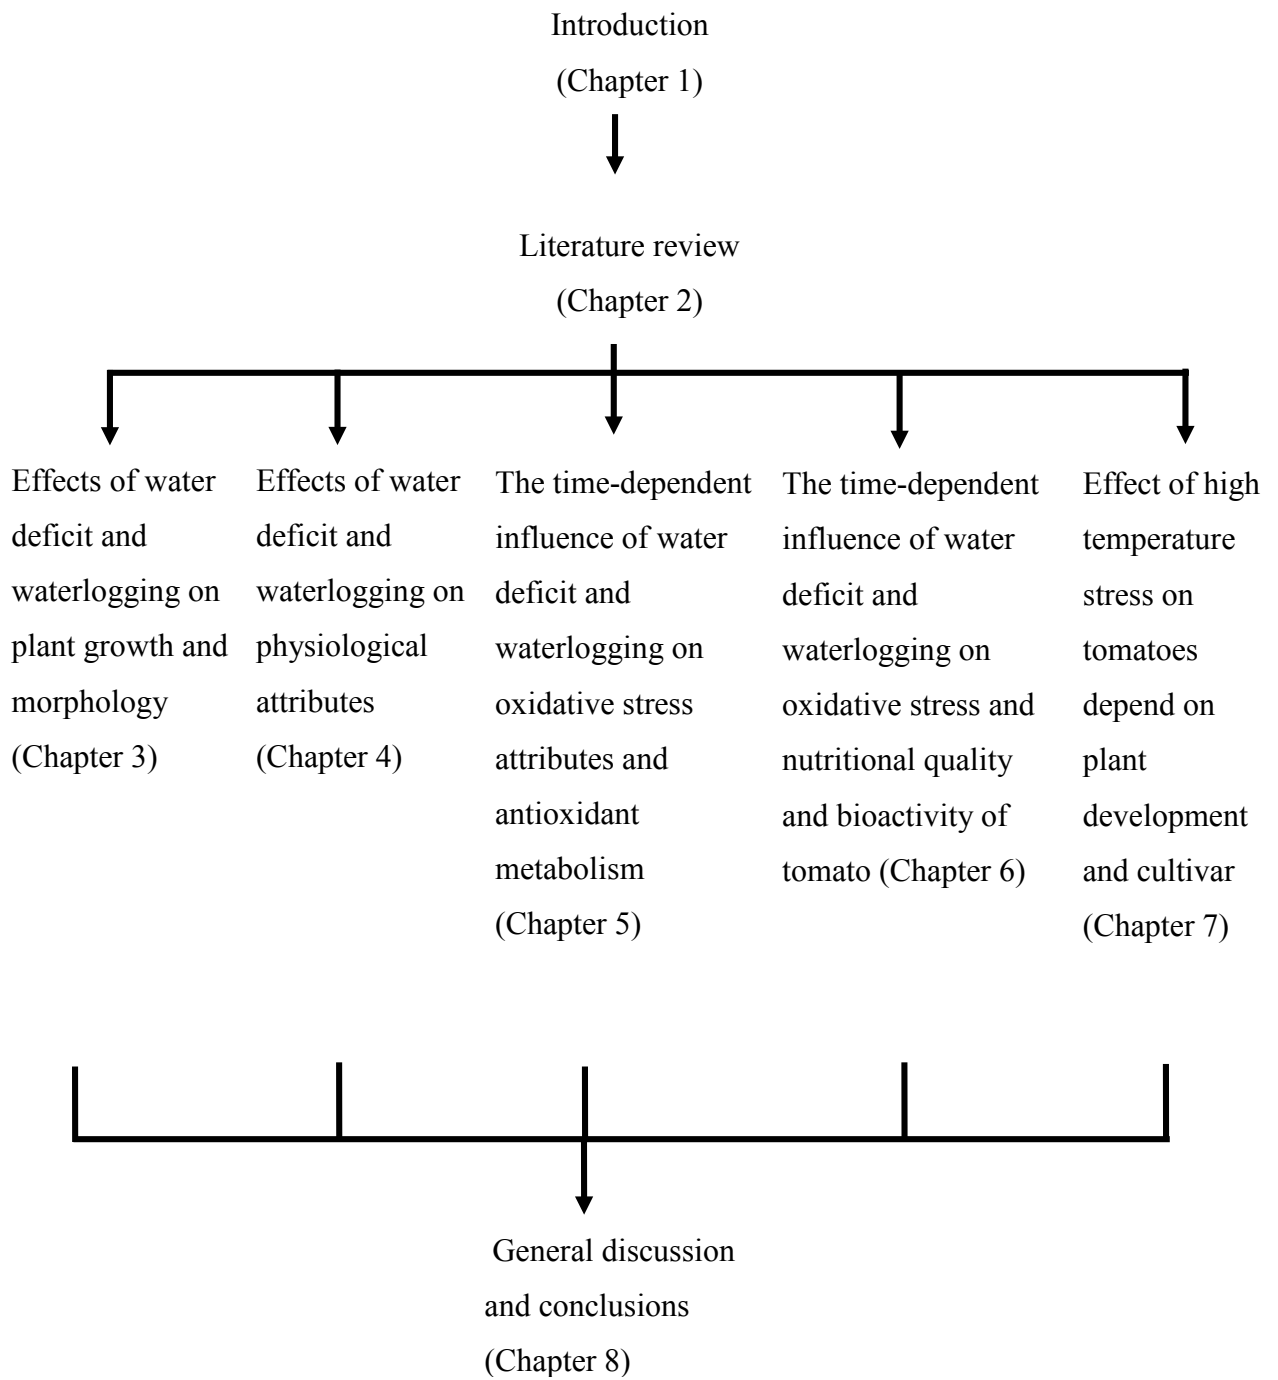 Introduction
(Chapter 1)
Literature review
(Chapter 2)
Effects of water
deficit and
waterlogging on
plant growth and
morphology
(Chapter 3)
Effects of water
deficit and
waterlogging on
physiological
attributes
(Chapter 4)
The time-dependent
influence of water
deficit and
waterlogging on
oxidative stress
attributes and
antioxidant
metabolism
(Chapter 5)
The time-dependent
influence of water
deficit and
waterlogging on
oxidative stress and
nutritional quality
and bioactivity of
tomato (Chapter 6)
Effect of high
temperature
stress on
tomatoes
depend on
plant
development
and cultivar
(Chapter 7)
General discussion
and conclusions
(Chapter 8)